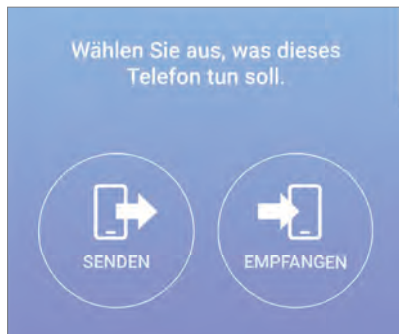 Wählen Sie aus, was dieses
Telefon tun soll.
SENDEN
EMPFANGEN